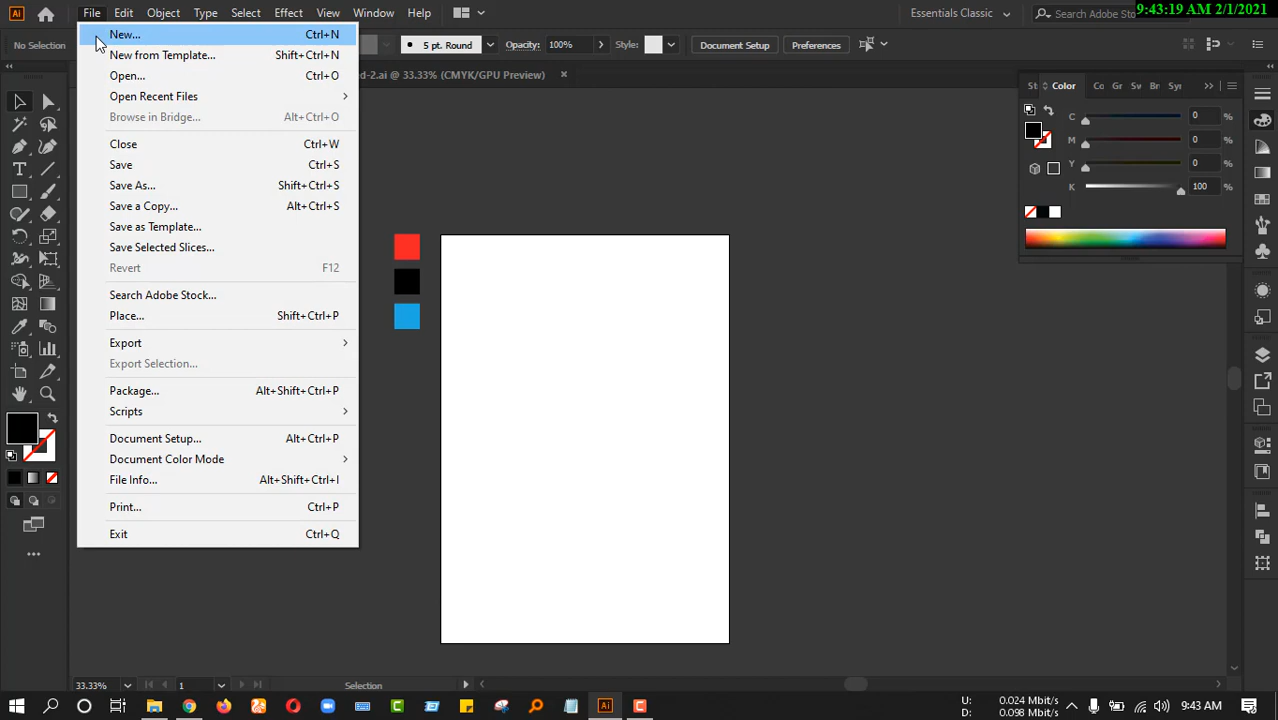 Ai File Edit Object Type Select Effect View Window Help Essentials Classic Search Adobe Stock 9:43:19 AM 2/1/2021
No Selection 5 pt. Round Opacity: 100% Style: Document Setup Preferences
d-2.ai @ 33.33% (CMYK/GPU Preview)
New... Ctrl+N
New from Template... Shift+Ctrl+N
Open... Ctrl+O
Open Recent Files
Browse in Bridge... Alt+Ctrl+O
Close Ctrl+W
Save Ctrl+S
Save As... Shift+Ctrl+S
Save a Copy... Alt+Ctrl+S
Save as Template...
Save Selected Slices...
Revert F12
Search Adobe Stock...
Place... Shift+Ctrl+P
Export
Export Selection...
Package... Alt+Shift+Ctrl+P
Scripts
Document Setup... Alt+Ctrl+P
Document Color Mode
File Info... Alt+Shift+Ctrl+I
Print... Ctrl+P
Exit Ctrl+Q
St Color Co Gr Sv Br Sy
C 0 %
M 0 %
Y 0 %
K 100 %
33.33% 1 Selection
U: 0.024 Mbit/s
D: 0.098 Mbit/s
9:43 AM